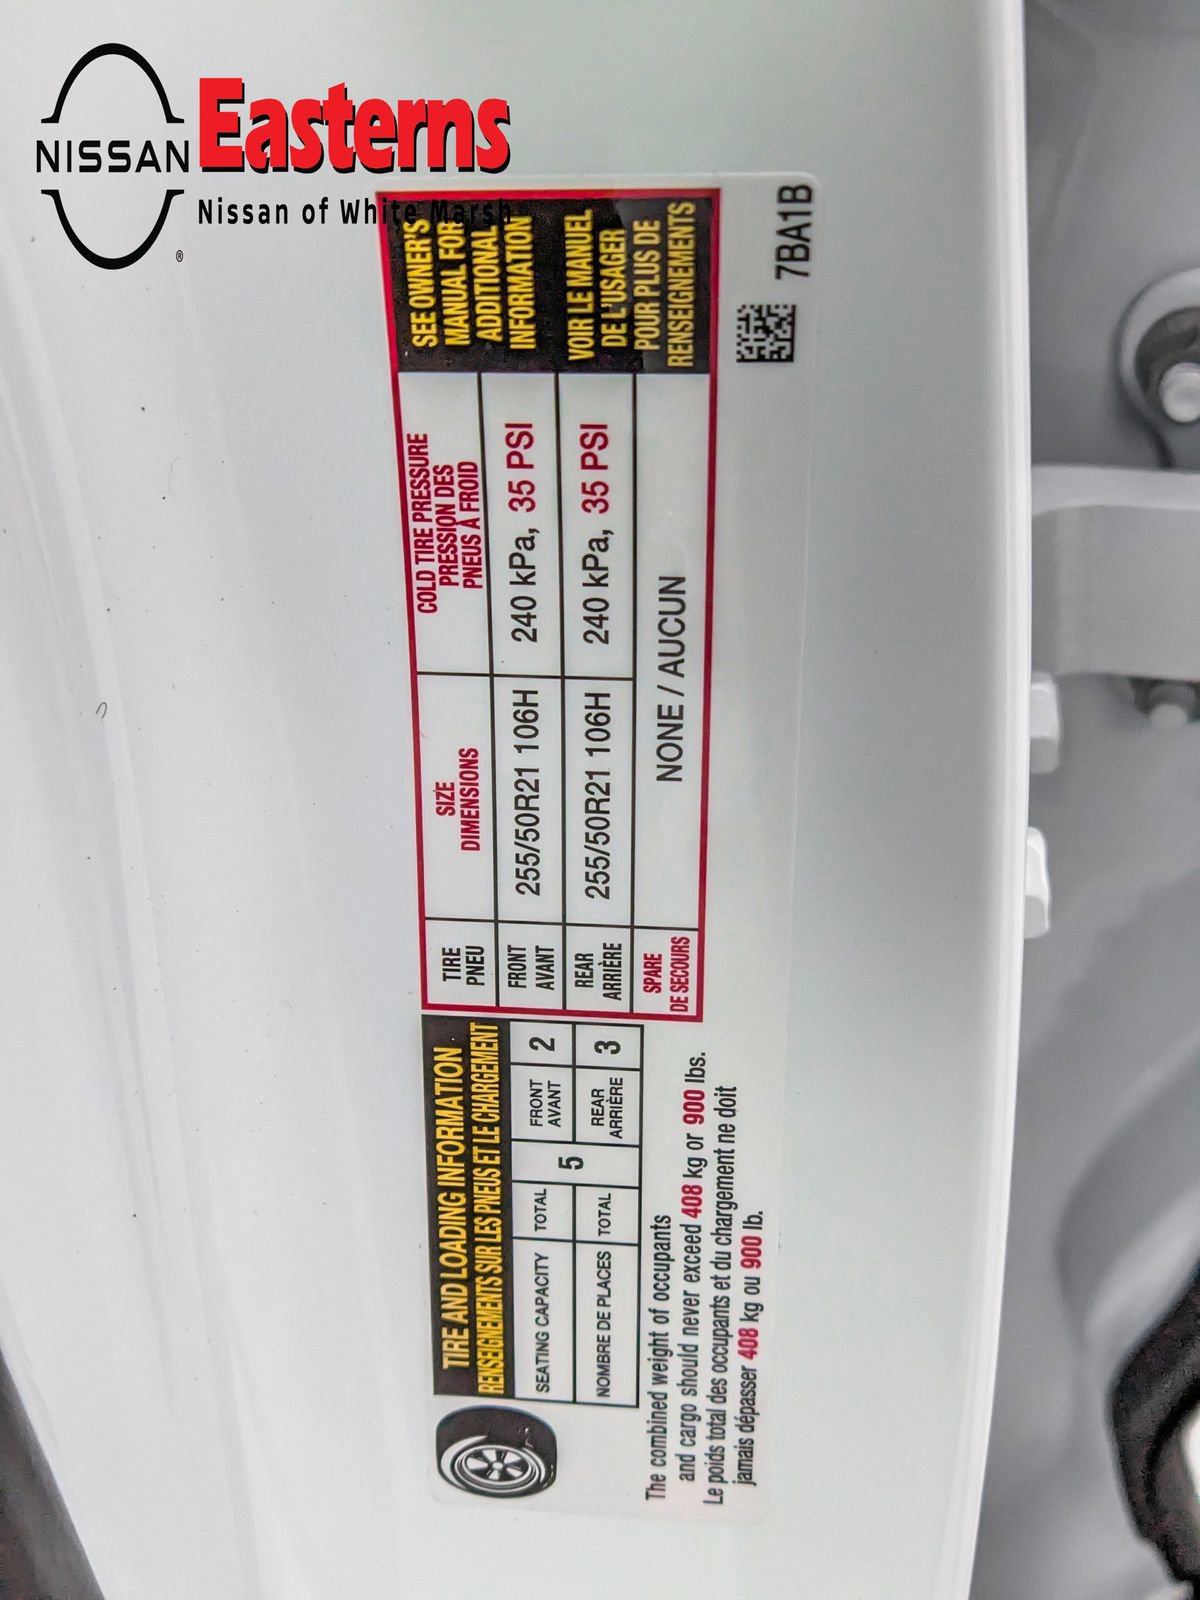 NISSAN
®
Easterns
Nissan of White Marsh
TIRE AND LOADING INFORMATION
RENSEIGNEMENTS SUR LES PNEUS ET LE CHARGEMENT
SEATING CAPACITY
NOMBRE DE PLACES
TOTAL
TOTAL
5
FRONT
AVANT
2
REAR
ARRIÈRE
3
The combined weight of occupants
and cargo should never exceed 408 kg or 900 lbs.
Le poids total des occupants et du chargement ne doit
jamais dépasser 408 kg ou 900 lb.
TIRE
PNEU
SIZE
DIMENSIONS
COLD TIRE PRESSURE
PRESSION DES
PNEUS À FROID
FRONT
AVANT
255/50R21 106H
240 kPa, 35 PSI
REAR
ARRIÈRE
255/50R21 106H
240 kPa, 35 PSI
SPARE
DE SECOURS
NONE / AUCUN
SEE OWNER'S
MANUAL FOR
ADDITIONAL
INFORMATION
VOIR LE MANUEL
DE L'USAGER
POUR PLUS DE
RENSEIGNEMENTS
7BA1B